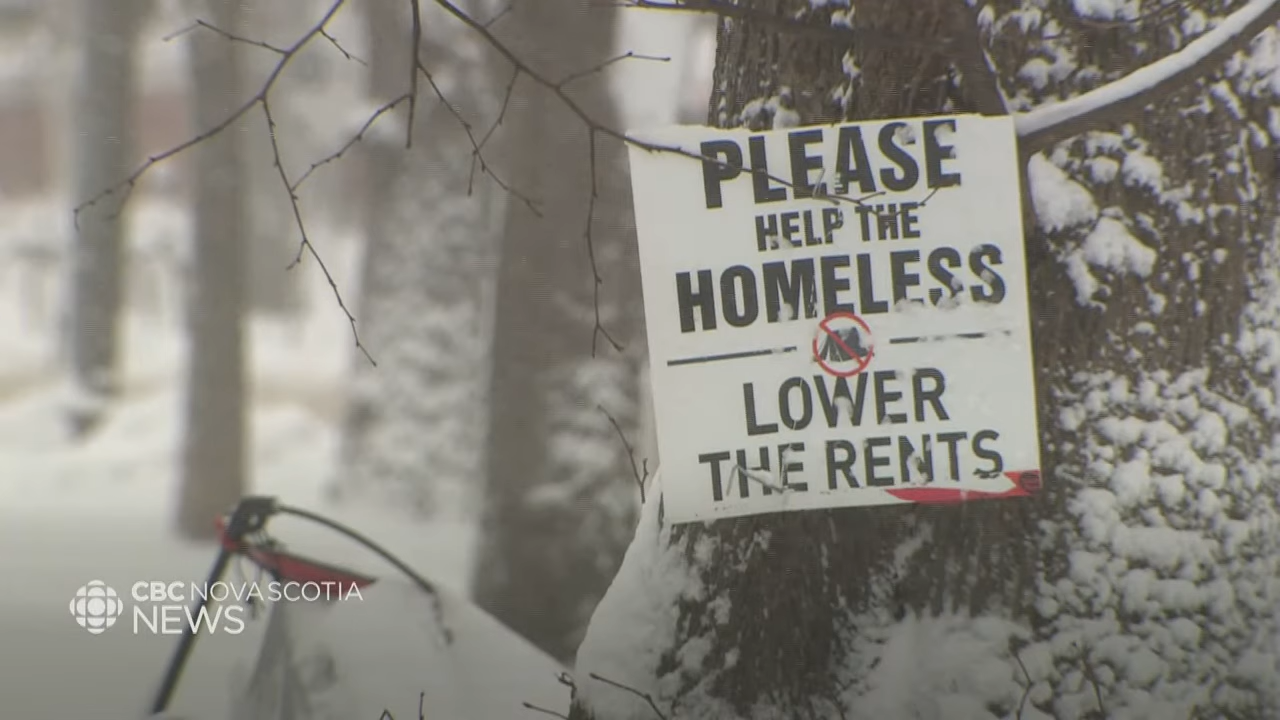 PLEASE
HELP THE
HOMELESS
LOWER
THE RENTS
CBC NOVA SCOTIA
NEWS